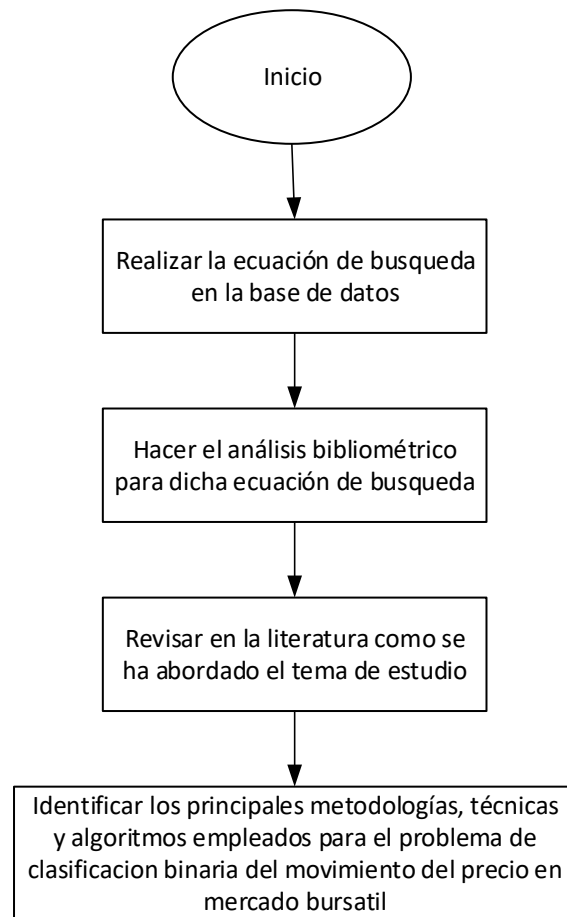 Inicio
Realizar la ecuación de busqueda
en la base de datos
Hacer el análisis bibliométrico
para dicha ecuación de busqueda
Revisar en la literatura como se
ha abordado el tema de estudio
Identificar los principales metodologías, técnicas
y algoritmos empleados para el problema de
clasificacion binaria del movimiento del precio en
mercado bursatil